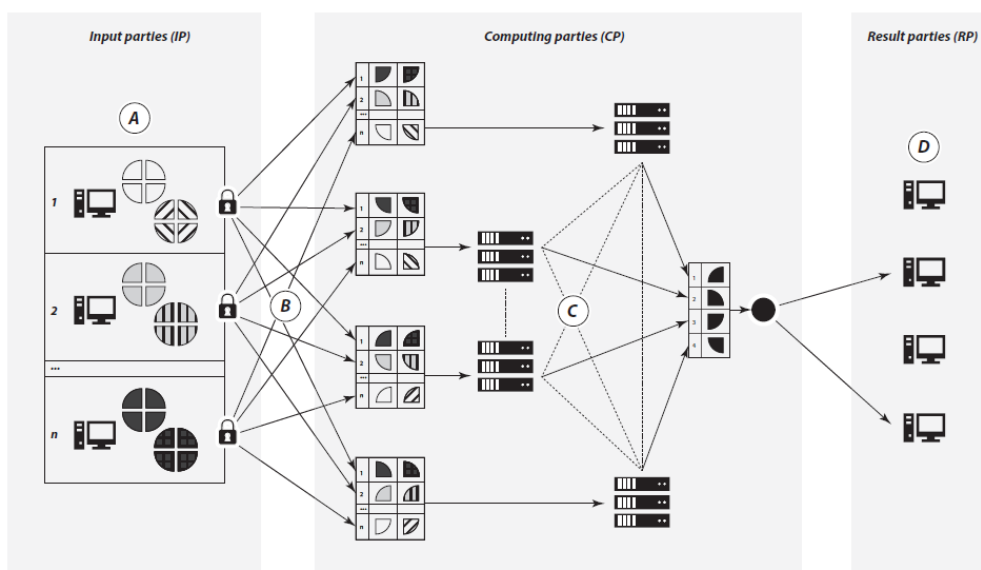 Input parties (IP)
Computing parties (CP)
Result parties (RP)
A
1
2
...
n
B
1
2
...
n
1
2
...
n
1
2
...
n
1
2
...
n
C
1
2
3
4
D